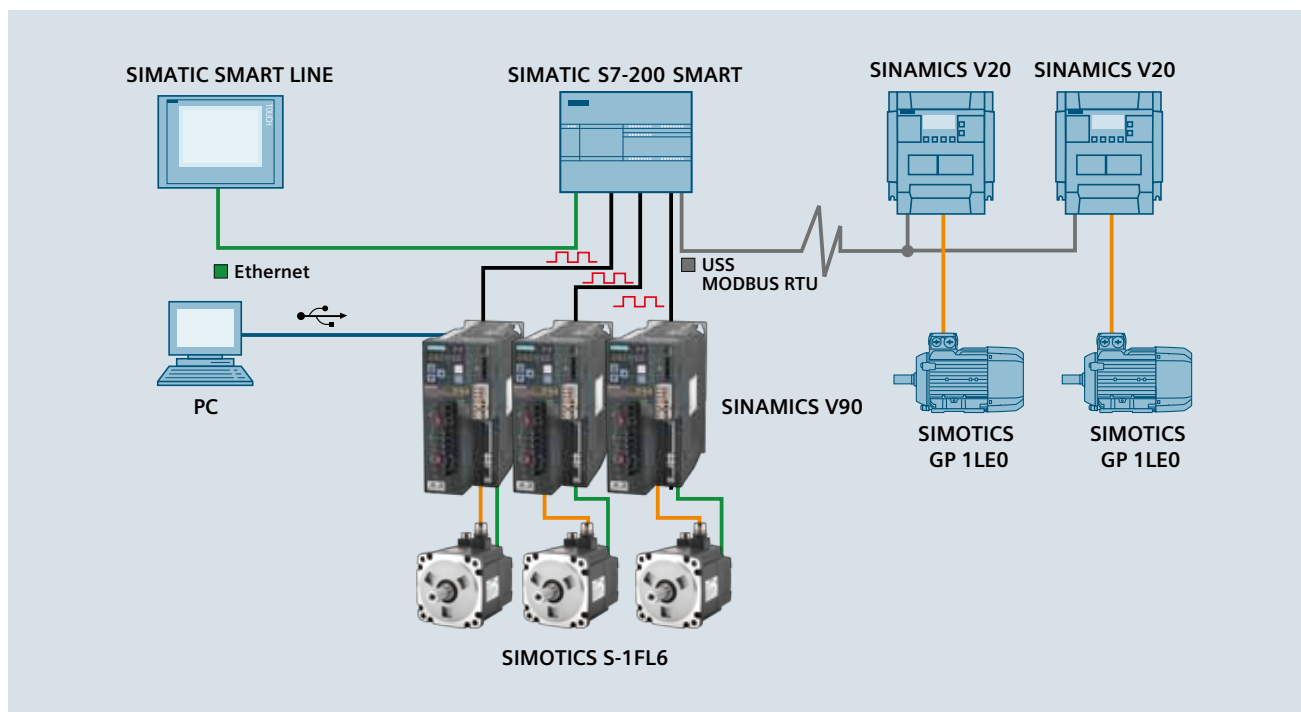 SIMATIC SMART LINE
SIMATIC S7-200 SMART
SINAMICS V20
SINAMICS V20
TOUCH
Ethernet
USS
MODBUS RTU
PC
SINAMICS V90
SIMOTICS
GP 1LE0
SIMOTICS
GP 1LE0
SIMOTICS S-1FL6